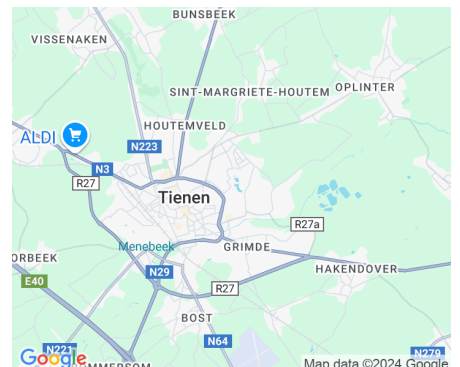 BUNSBEEK
VISSENAKEN
OPLINTER
SINT-MARGRIETE-HOUTEM
HOUTEMVELD
ALDI
N223
N3
R27
Tienen
R27a
Menebeek
GRIMDE
ORBEEK
HAKENDOVER
N29
E40
R27
BOST
N64
N221
N279
Google
OMMERSOM
Map data ©2024 Google